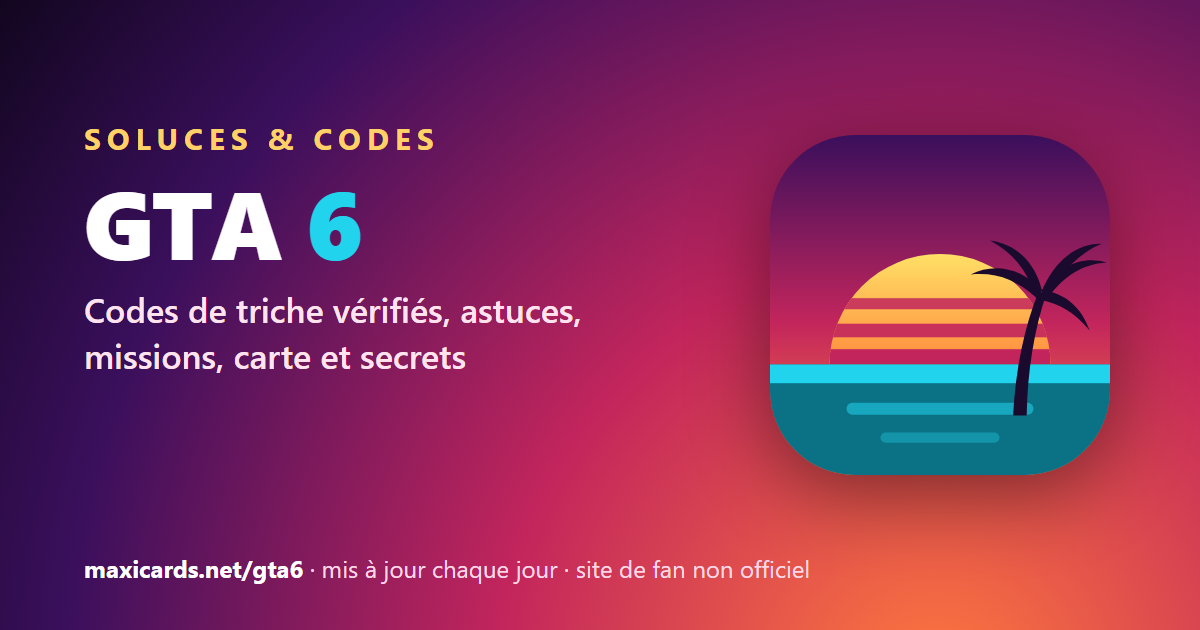 SOLUCES & CODES
GTA 6
Codes de triche vérifiés, astuces,
missions, carte et secrets
maxicards.net/gta6 · mis à jour chaque jour · site de fan non officiel